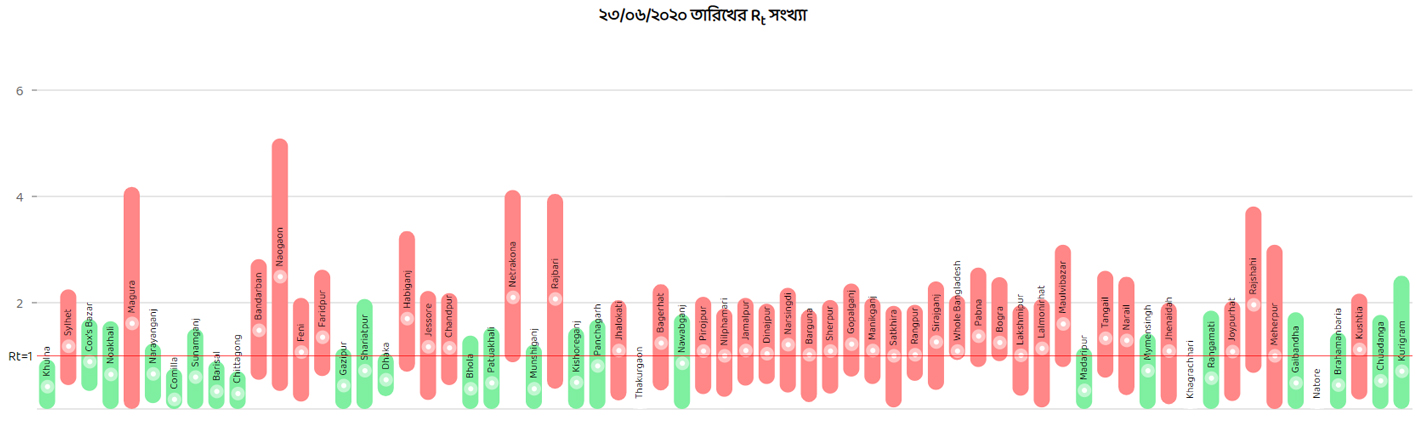 ২৩/০৬/২০২০ তারিখের Rt সংখ্যা
6
4
2
Rt=1
Khulna
Sylhet
Cox's Bazar
Noakhali
Magura
Narayanganj
Comilla
Sunamganj
Barisal
Chittagong
Bandarban
Naogaon
Feni
Faridpur
Gazipur
Shariatpur
Dhaka
Habiganj
Jessore
Chandpur
Bhola
Patuakhali
Netrakona
Munshiganj
Rajbari
Kishoreganj
Panchagarh
Jhalokati
Thakurgaon
Bagerhat
Nawabganj
Pirojpur
Nilphamari
Jamalpur
Dinajpur
Narsingdi
Barguna
Sherpur
Gopalganj
Manikganj
Satkhira
Rangpur
Sirajganj
Whole Bangladesh
Pabna
Bogra
Lakshmipur
Lalmonirhat
Maulvibazar
Madaripur
Tangail
Narail
Mymensingh
Jhenaidah
Khagrachhari
Rangamati
Joypurhat
Rajshahi
Meherpur
Gaibandha
Natore
Brahamanbaria
Kushtia
Chuadanga
Kurigram